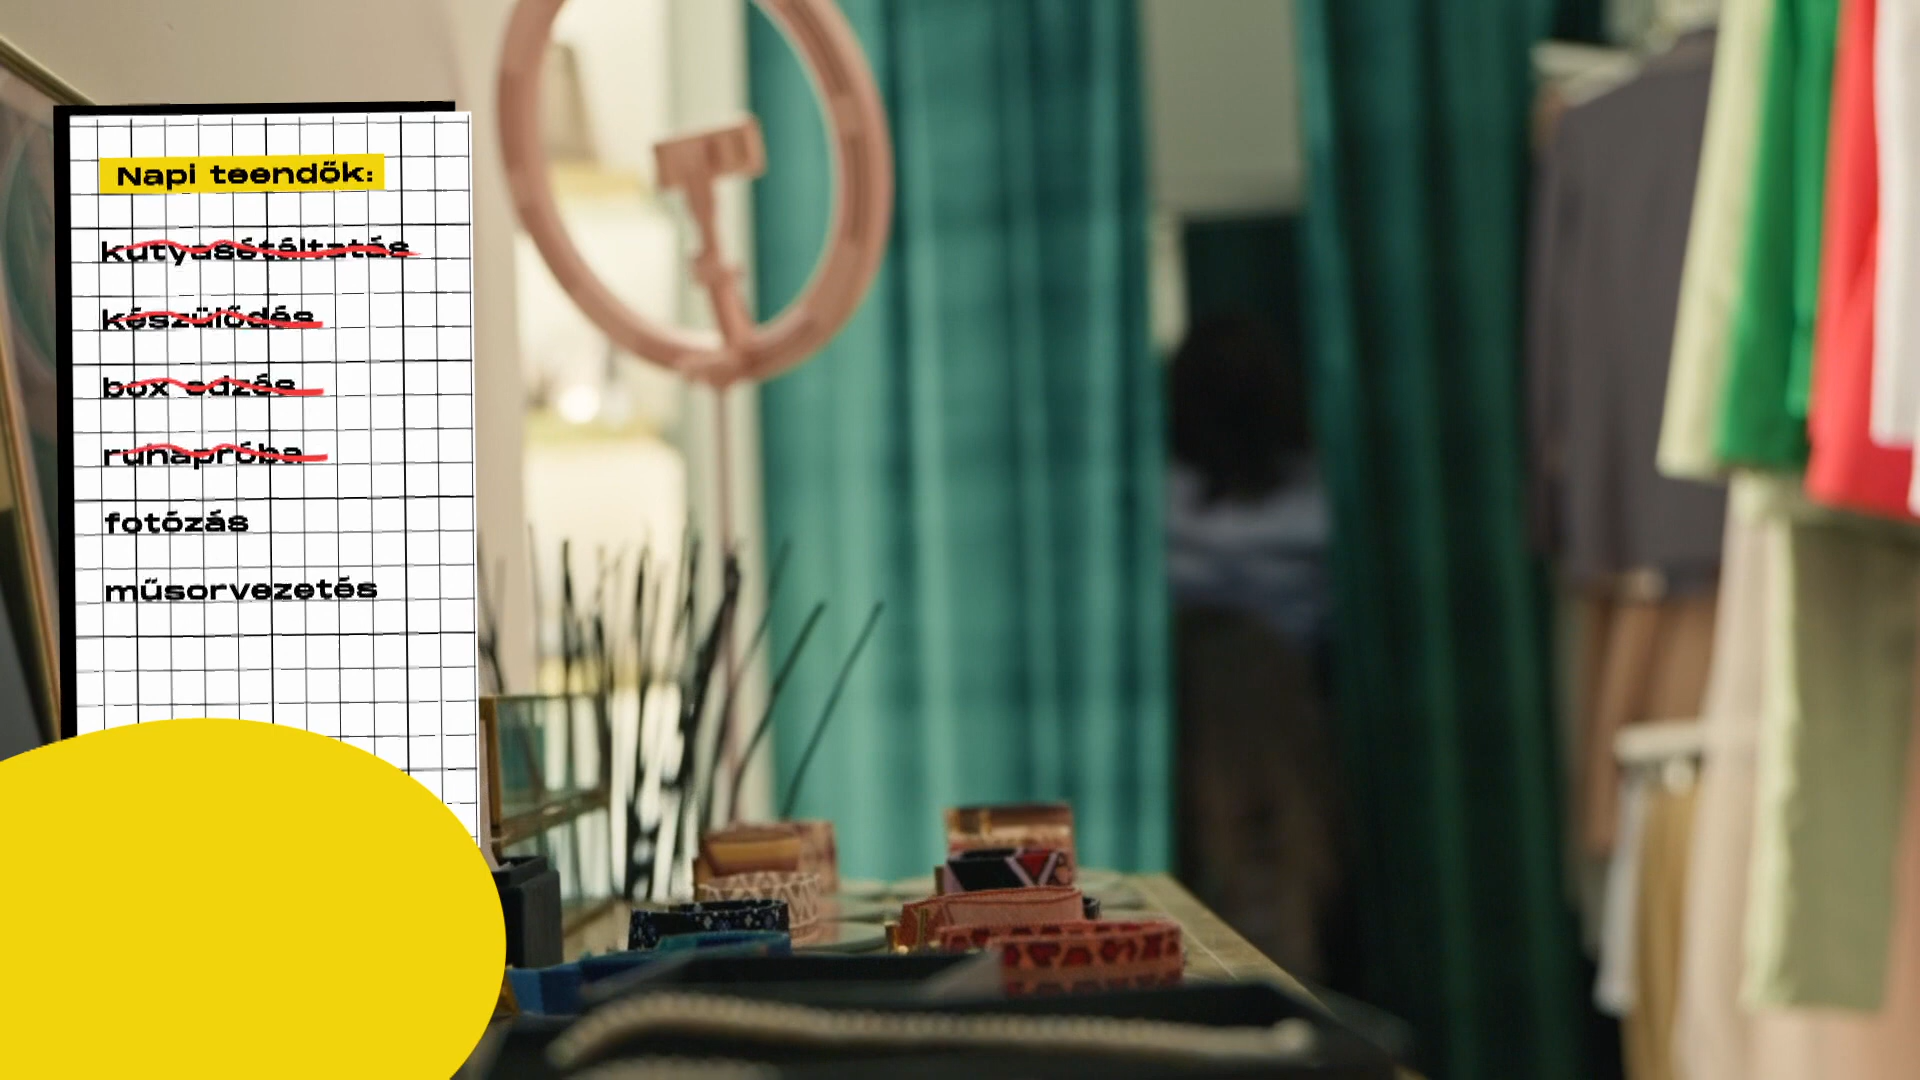 Napi teendők:
kutyasétáltatás
készülődés
box edzés
ruhapróba
fotózás
műsorvezetés